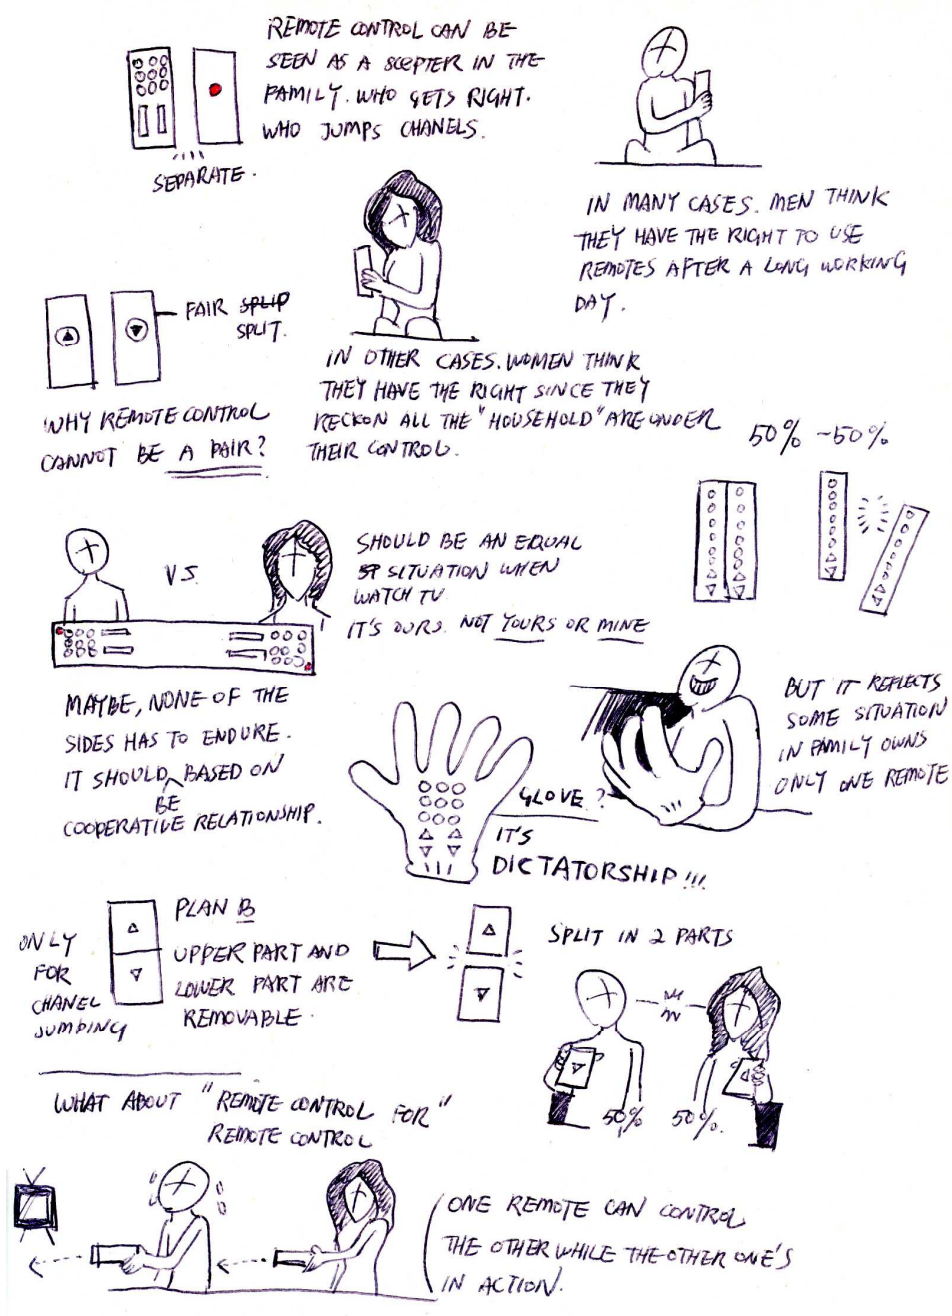 REMOTE CONTROL CAN BE
SEEN AS A SCEPTER IN THE
FAMILY. WHO GETS RIGHT.
WHO JUMPS CHANELS.
SEPARATE.
IN MANY CASES. MEN THINK
THEY HAVE THE RIGHT TO USE
REMOTES AFTER A LONG WORKING
DAY.
FAIR SPLIP
SPLIT.
WHY REMOTE CONTROL
CANNOT BE A PAIR?
IN OTHER CASES. WOMEN THINK
THEY HAVE THE RIGHT SINCE THEY
RECKON ALL THE "HOUSEHOLD" ARE UNDER
THEIR CONTROL.
50% - 50%
VS.
SHOULD BE AN EQUAL
SP SITUATION WHEN
WATCH TV
IT'S OURS. NOT YOURS OR MINE
MAYBE, NONE OF THE
SIDES HAS TO ENDURE.
IT SHOULD BE BASED ON
COOPERATIVE RELATIONSHIP.
BUT IT REFLECTS
SOME SITUATION
IN FAMILY OWNS
ONLY ONE REMOTE
GLOVE?
IT'S
DICTATORSHIP!!!
ONLY
FOR
CHANEL
JUMPING
PLAN B
UPPER PART AND
LOWER PART ARE
REMOVABLE.
SPLIT IN 2 PARTS
50% 50%.
WHAT ABOUT "REMOTE CONTROL FOR"
REMOTE CONTROL
ONE REMOTE CAN CONTROL
THE OTHER WHILE THE OTHER ONE'S
IN ACTION.